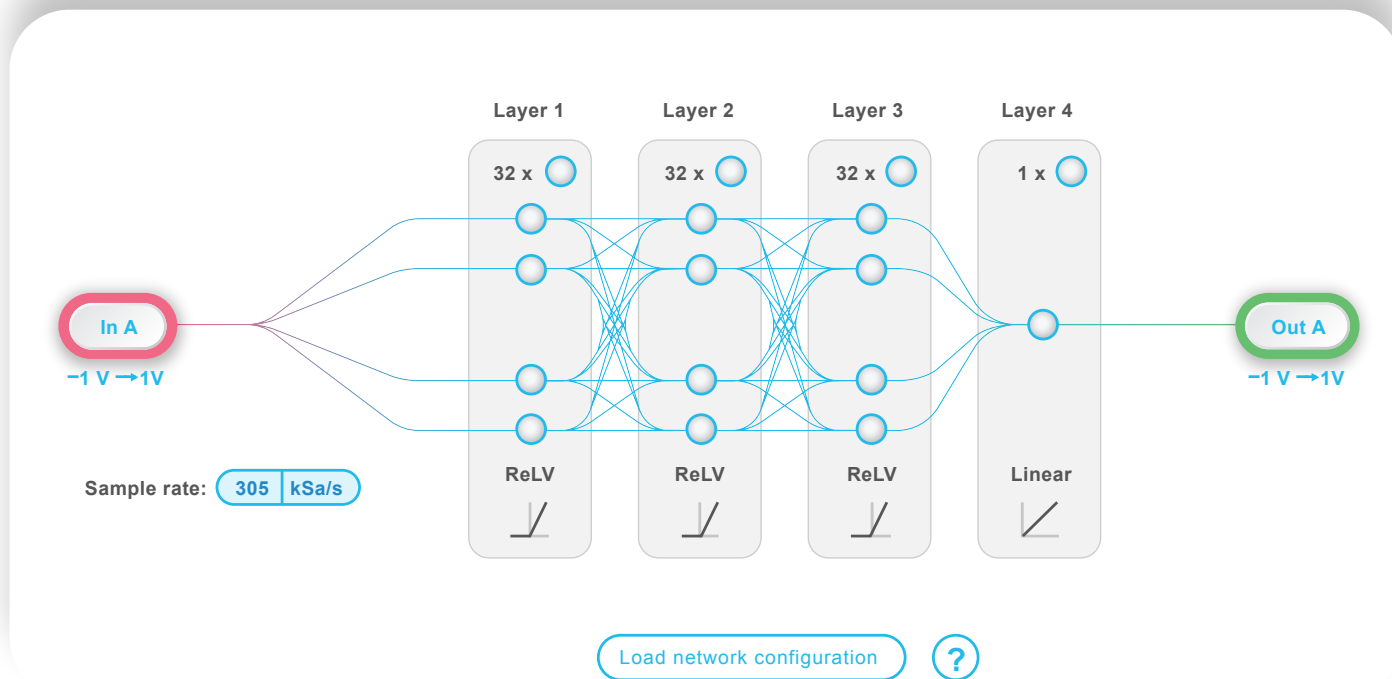 Layer 1
Layer 2
Layer 3
Layer 4
32 x
32 x
32 x
1 x
In A
−1 V →1V
Out A
−1 V →1V
ReLV
ReLV
ReLV
Linear
Sample rate: 305 kSa/s
Load network configuration
?